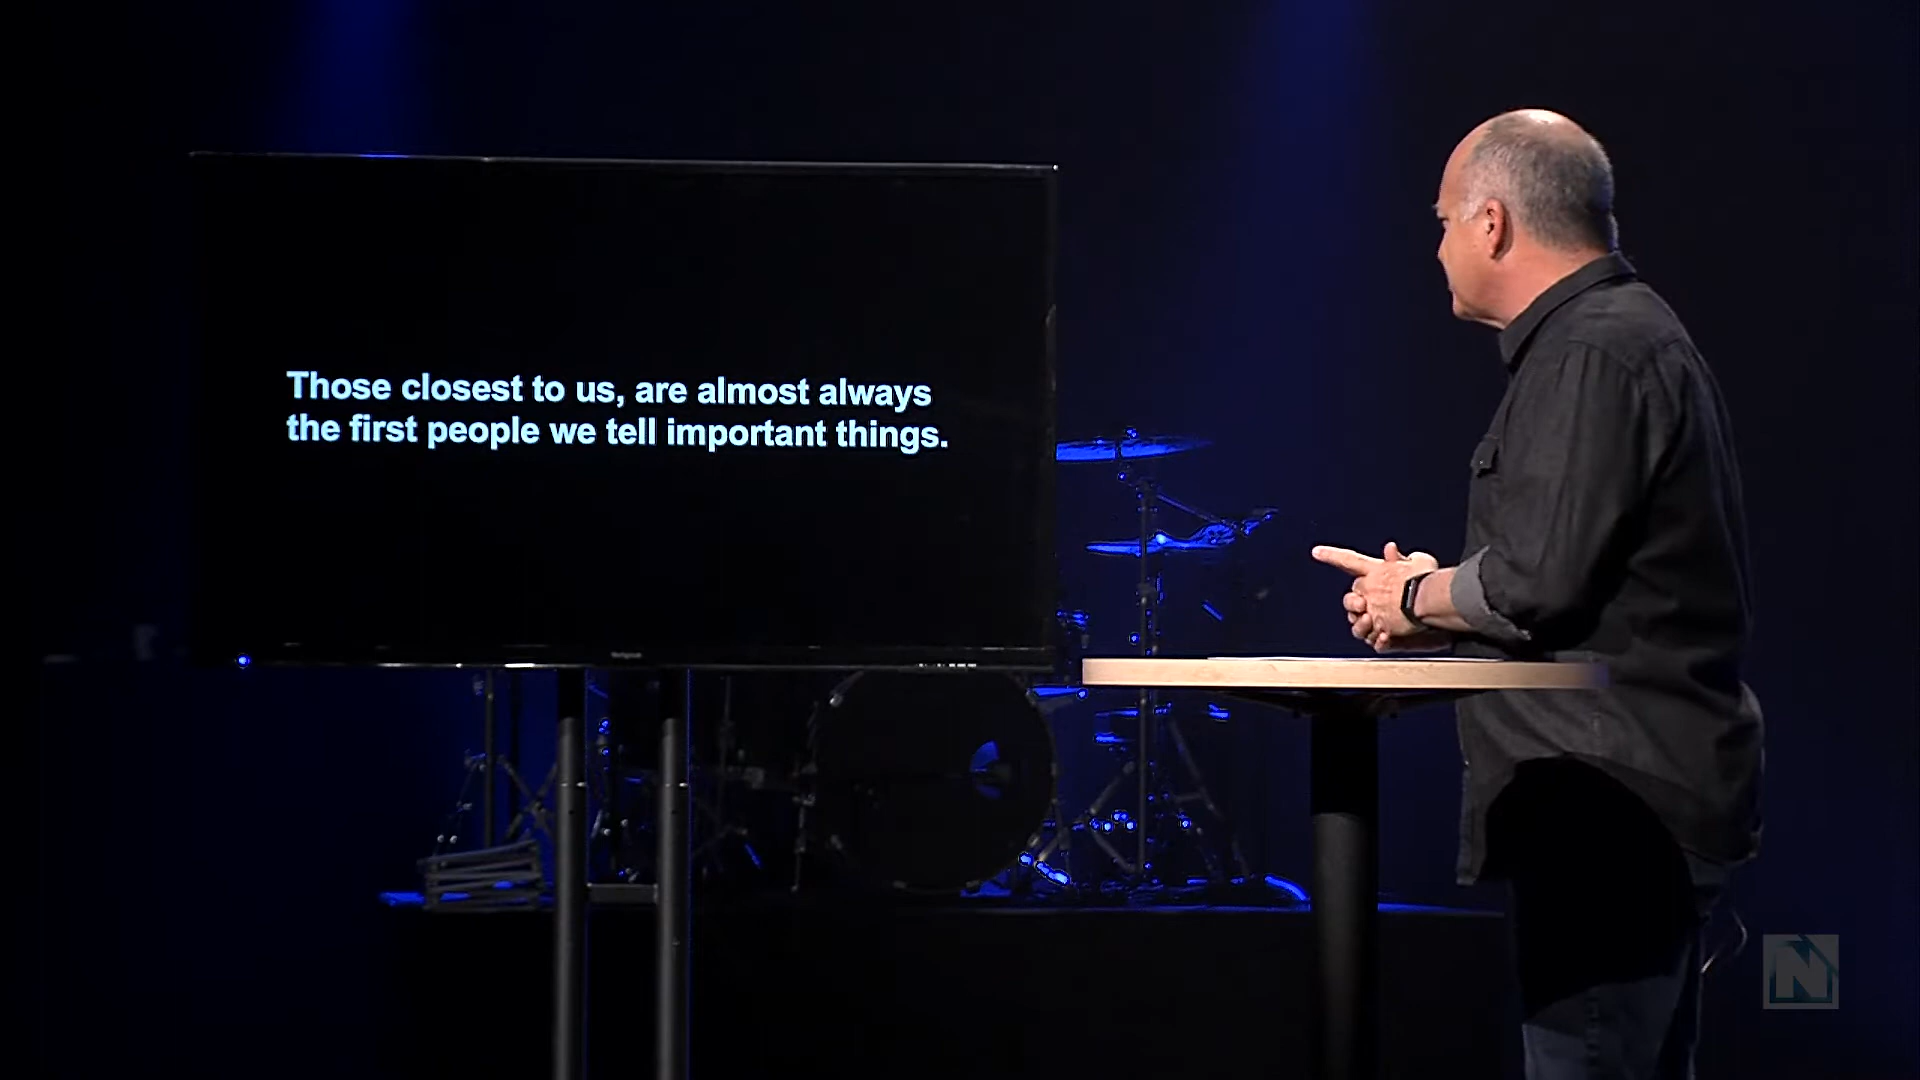 Those closest to us, are almost always
the first people we tell important things.
N